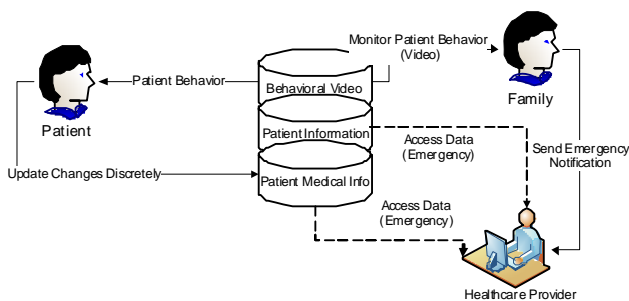 Monitor Patient Behavior
(Video)
Patient Behavior
Behavioral Video
Family
Patient
Patient Information
Access Data
(Emergency)
Send Emergency
Notification
Update Changes Discretely
Patient Medical Info
Access Data
(Emergency)
Healthcare Provider